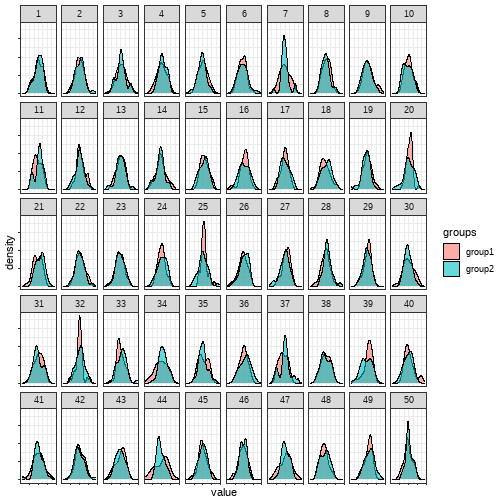 1 2 3 4 5 6 7 8 9 10
11 12 13 14 15 16 17 18 19 20
21 22 23 24 25 26 27 28 29 30
31 32 33 34 35 36 37 38 39 40
41 42 43 44 45 46 47 48 49 50
density
value
groups
group1
group2